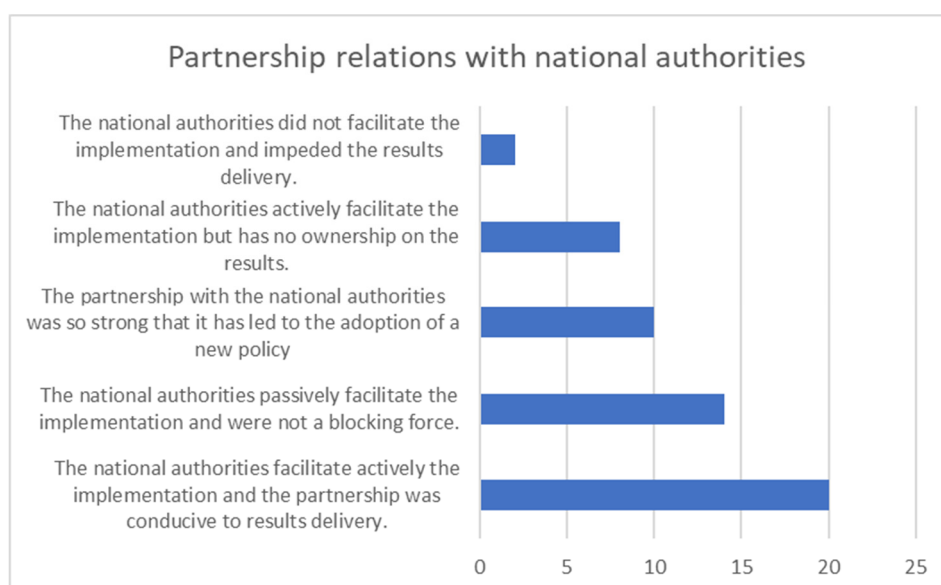 Partnership relations with national authorities
The national authorities did not facilitate the
implementation and impeded the results
delivery.
The national authorities actively facilitate the
implementation but has no ownership on the
results.
The partnership with the national authorities
was so strong that it has led to the adoption of a
new policy
The national authorities passively facilitate the
implementation and were not a blocking force.
The national authorities facilitate actively the
implementation and the partnership was
conducive to results delivery.
0 5 10 15 20 25